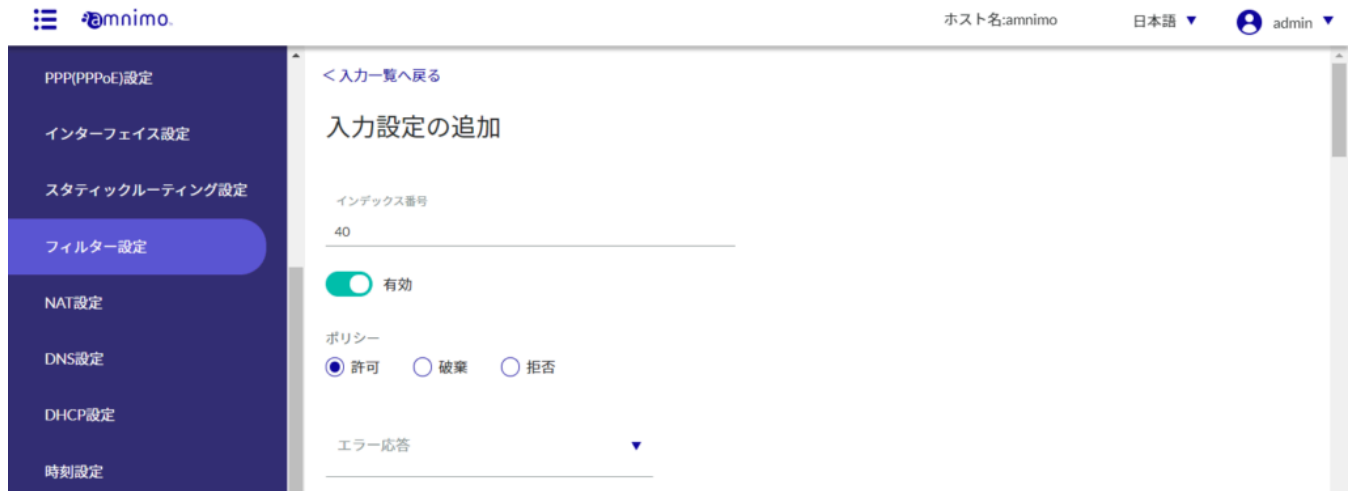 amnimo.
ホスト名:amnimo
日本語 ▼
admin ▼
PPP(PPPoE)設定
インターフェイス設定
スタティックルーティング設定
フィルター設定
NAT設定
DNS設定
DHCP設定
時刻設定
＜入力一覧へ戻る
入力設定の追加
インデックス番号
40
有効
ポリシー
許可 破棄 拒否
エラー応答 ▼